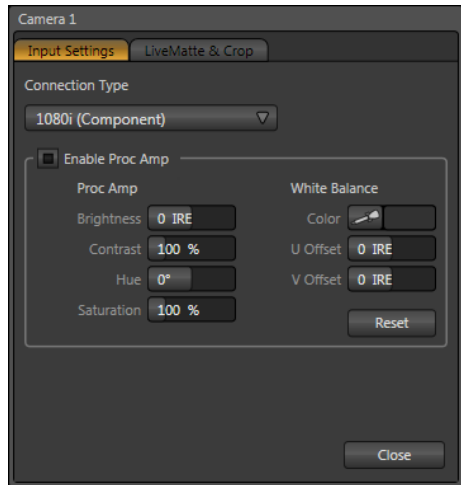 Camera 1
Input Settings LiveMatte & Crop
Connection Type
1080i (Component)
Enable Proc Amp
Proc Amp White Balance
Brightness 0 IRE Color
Contrast 100 % U Offset 0 IRE
Hue 0° V Offset 0 IRE
Saturation 100 %
Reset
Close